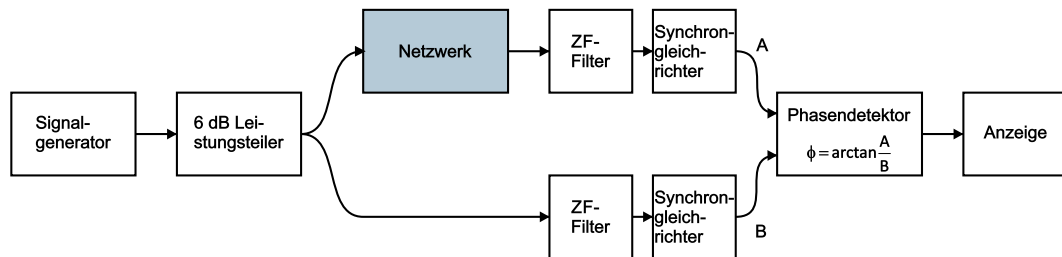 Signal-
generator
6 dB Lei-
stungsteiler
Netzwerk
ZF-
Filter
Synchron-
gleich-
richter
A
ZF-
Filter
Synchron-
gleich-
richter
B
Phasendetektor
ϕ = arctan A/B
Anzeige